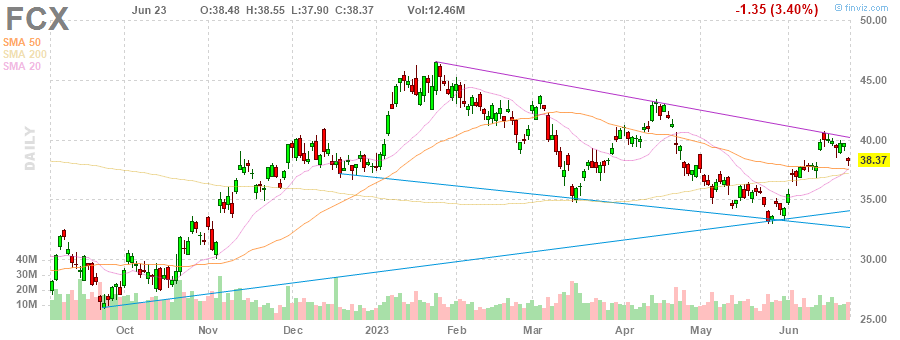 FCX Jun 23 O:38.48 H:38.55 L:37.90 C:38.37 Vol:12.46M -1.35 (3.40%) © finviz.com
SMA 50
SMA 200
SMA 20
DAILY
50.00
45.00
40.00
38.37
35.00
30.00
25.00
40M
30M
20M
10M
Oct Nov Dec 2023 Feb Mar Apr May Jun